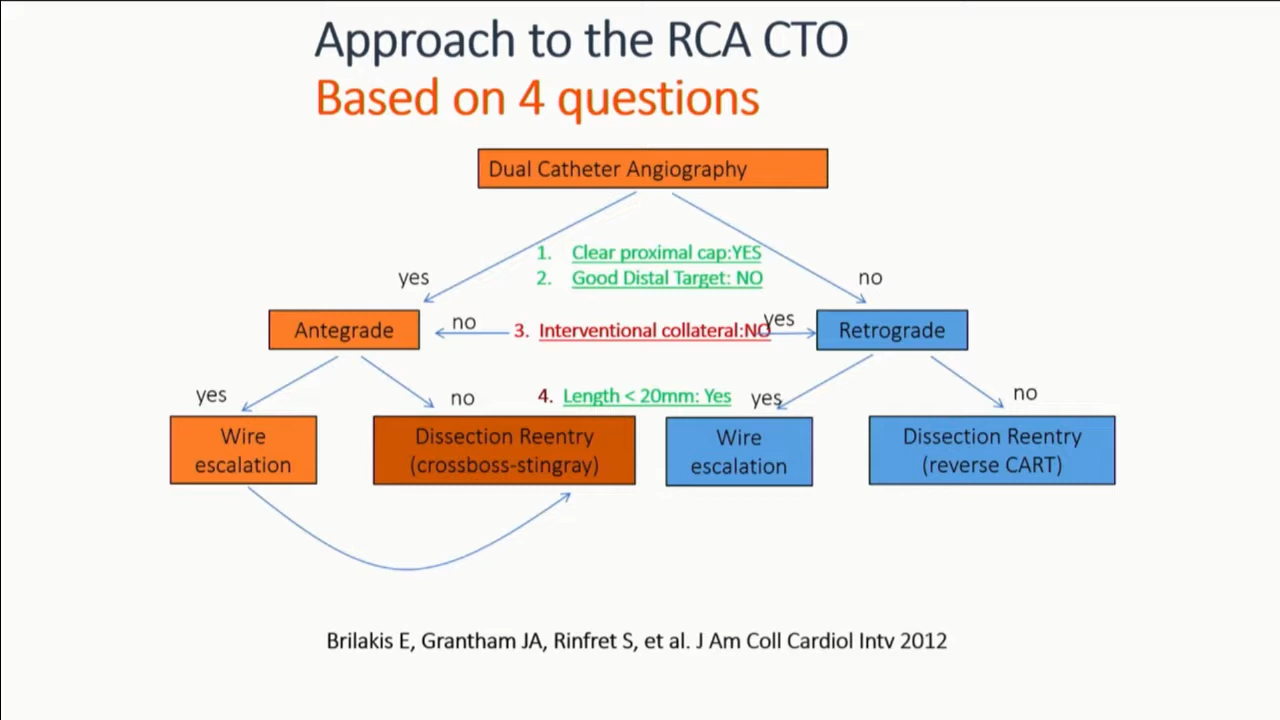 Approach to the RCA CTO
Based on 4 questions
Dual Catheter Angiography
1. Clear proximal cap:YES
2. Good Distal Target: NO
yes
no
Antegrade
no
3. Interventional collateral:NO
yes
Retrograde
yes
no
4. Length < 20mm: Yes
yes
no
Wire
escalation
Dissection Reentry
(crossboss-stingray)
Wire
escalation
Dissection Reentry
(reverse CART)
Brilakis E, Grantham JA, Rinfret S, et al. J Am Coll Cardiol Intv 2012